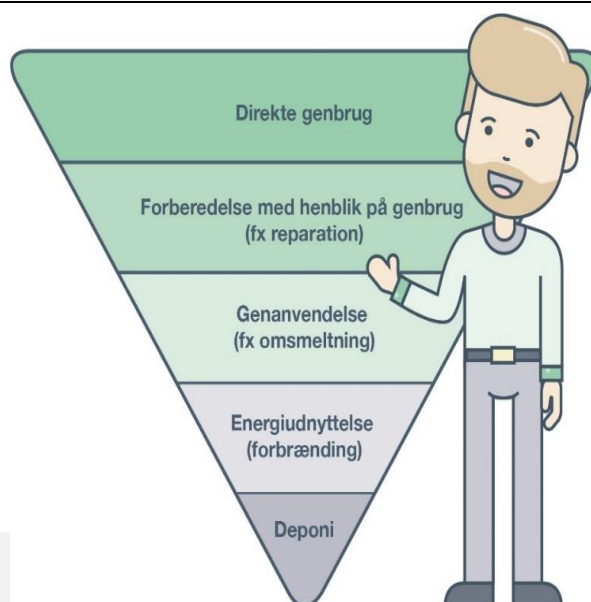 Direkte genbrug
Forberedelse med henblik på genbrug
(fx reparation)
Genanvendelse
(fx omsmeltning)
Energiudnyttelse
(forbrænding)
Deponi